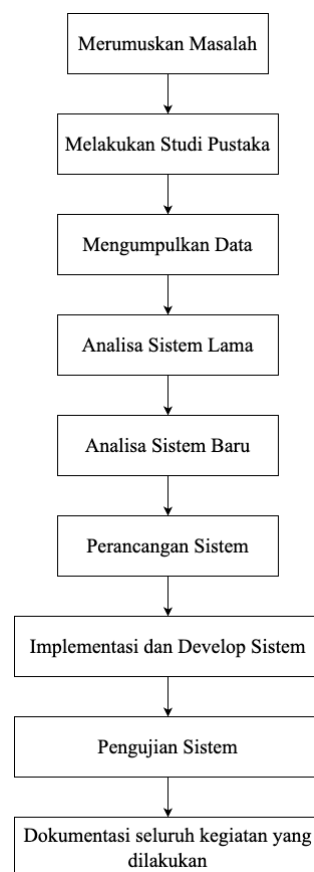 Merumuskan Masalah
Melakukan Studi Pustaka
Mengumpulkan Data
Analisa Sistem Lama
Analisa Sistem Baru
Perancangan Sistem
Implementasi dan Develop Sistem
Pengujian Sistem
Dokumentasi seluruh kegiatan yang
dilakukan